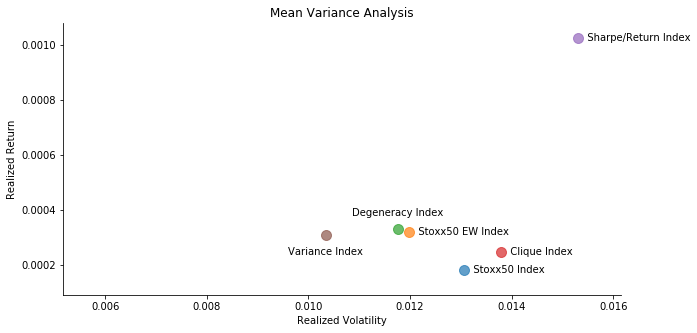 Mean Variance Analysis
0.0010
Sharpe/Return Index
0.0008
0.0006
Realized Return
0.0004
Degeneracy Index
Stoxx50 EW Index
Variance Index
Clique Index
0.0002
Stoxx50 Index
0.006 0.008 0.010 0.012 0.014 0.016
Realized Volatility